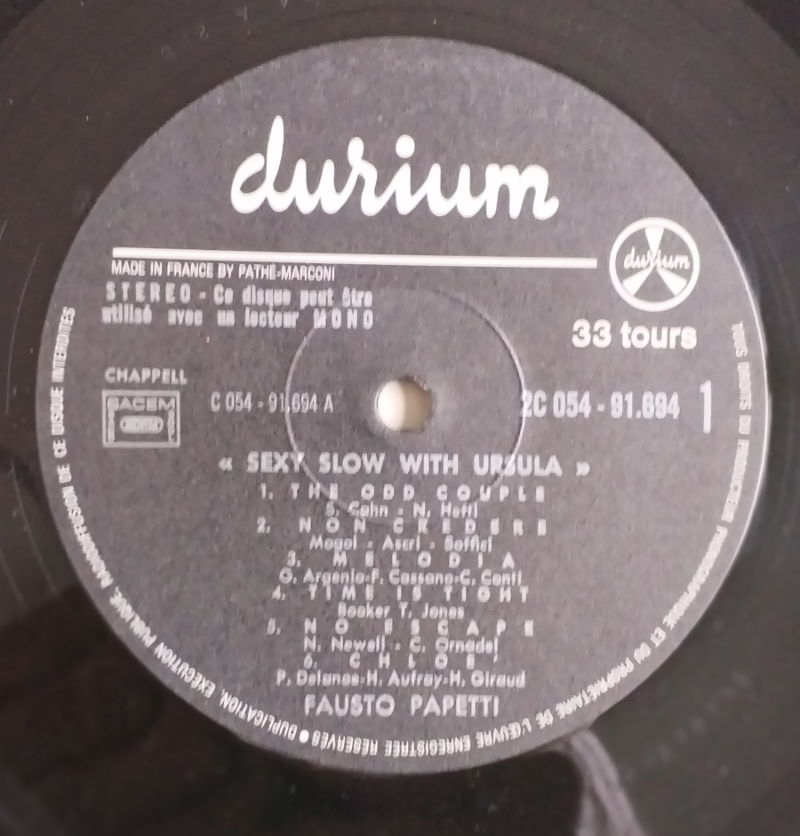 durium
MADE IN FRANCE BY PATHE-MARCONI
durium
STEREO - Ce disque peut être
utilisé avec un lecteur MONO
33 tours
CHAPPELL
SACEM
C 054 - 91.694 A
2C 054 - 91.694 1
« SEXY SLOW WITH URSULA »
1. THE ODD COUPLE
S. Cahn - N. Hefti
2. NON CREDERE
Mogol - Ascri - Soffici
3. MELODIA
O. Argenio-F. Cassano-C. Conti
4. TIME IS TIGHT
Booker T. Jones
5. NO ESCAPE
N. Newell - C. Ornadel
6. CHLOE'
P. Delanoe-H. Aufray-H. Giraud
FAUSTO PAPETTI
TOUS DROITS DU PRODUCTEUR PHONOGRAPHIQUE ET DU PROPRIETAIRE DE L'ŒUVRE ENREGISTREE RESERVES ● DUPLICATION, EXECUTION PUBLIQUE, RADIODIFFUSION DE CE DISQUE INTERDITES